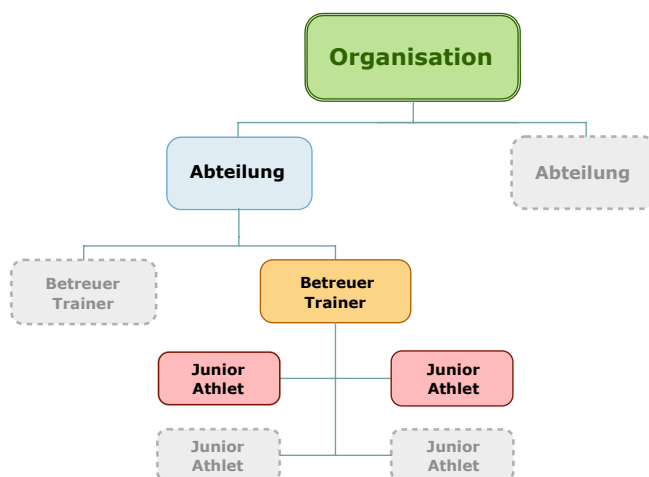 Organisation
Abteilung
Abteilung
Betreuer
Trainer
Betreuer
Trainer
Junior
Athlet
Junior
Athlet
Junior
Athlet
Junior
Athlet